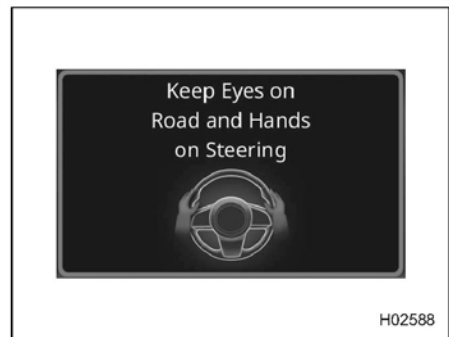 Keep Eyes on
Road and Hands
on Steering
H02588